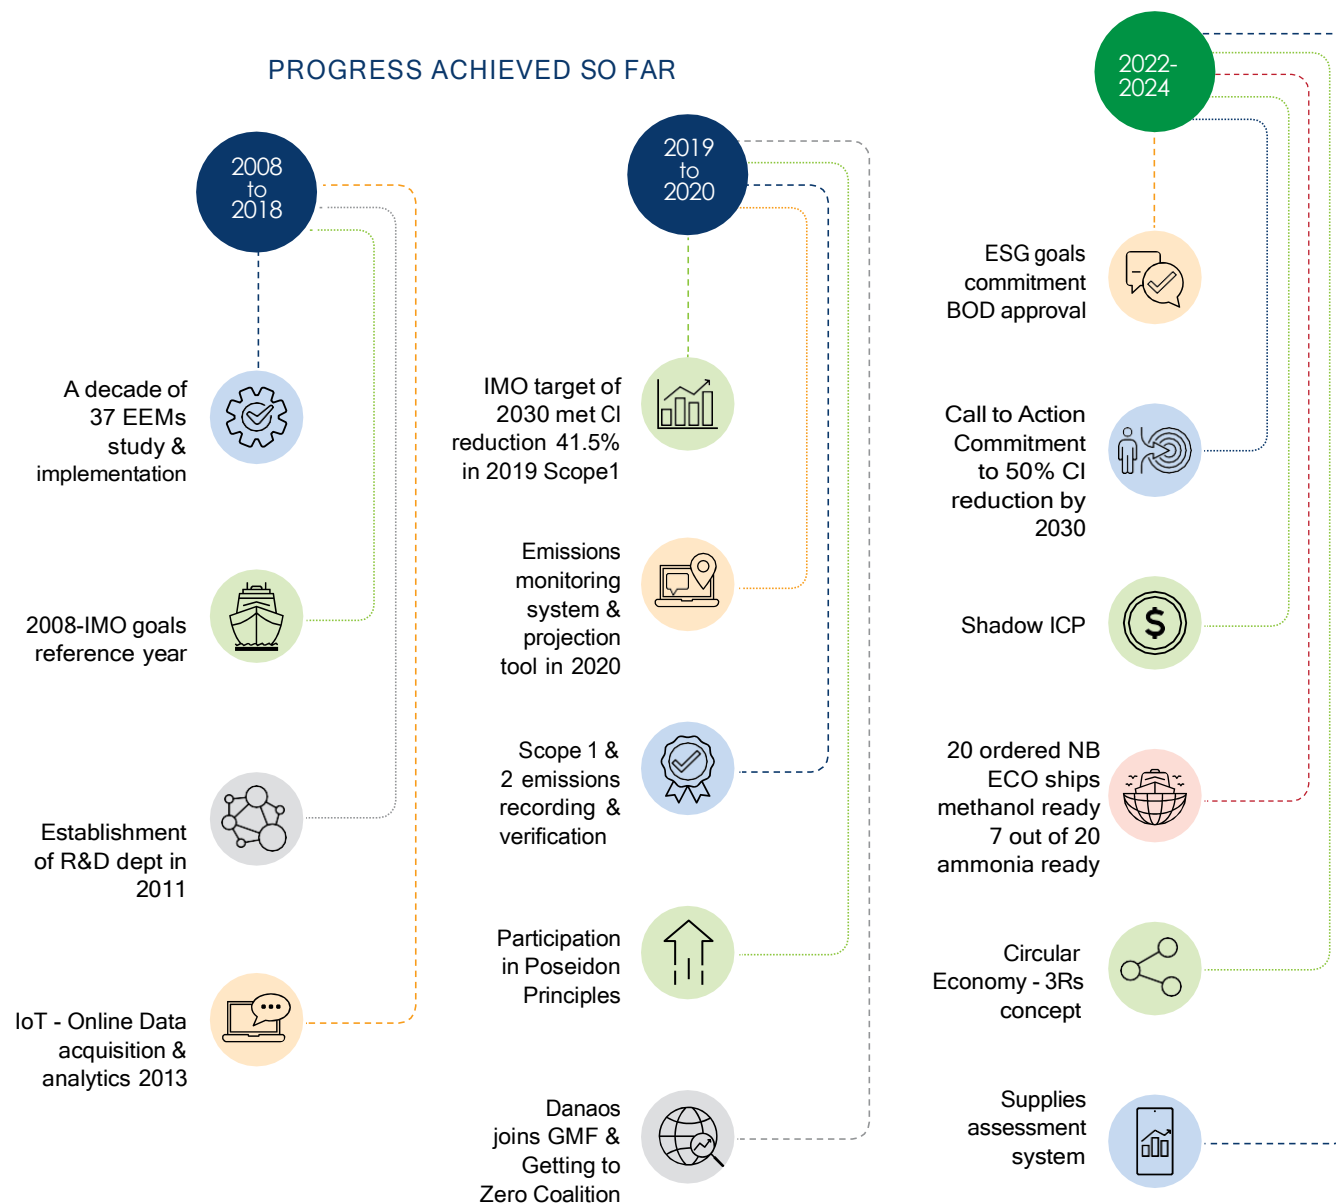 PROGRESS ACHIEVED SO FAR
2008
to
2018
A decade of
37 EEMs
study &
implementation
2008-IMO goals
reference year
Establishment
of R&D dept in
2011
IoT - Online Data
acquisition &
analytics 2013
2019
to
2020
IMO target of
2030 met CI
reduction 41.5%
in 2019 Scope1
Emissions
monitoring
system &
projection
tool in 2020
Scope 1 &
2 emissions
recording &
verification
Participation
in Poseidon
Principles
Danaos
joins GMF &
Getting to
Zero Coalition
2022-
2024
ESG goals
commitment
BOD approval
Call to Action
Commitment
to 50% CI
reduction by
2030
Shadow ICP
$
20 ordered NB
ECO ships
methanol ready
7 out of 20
ammonia ready
Circular
Economy - 3Rs
concept
Supplies
assessment
system